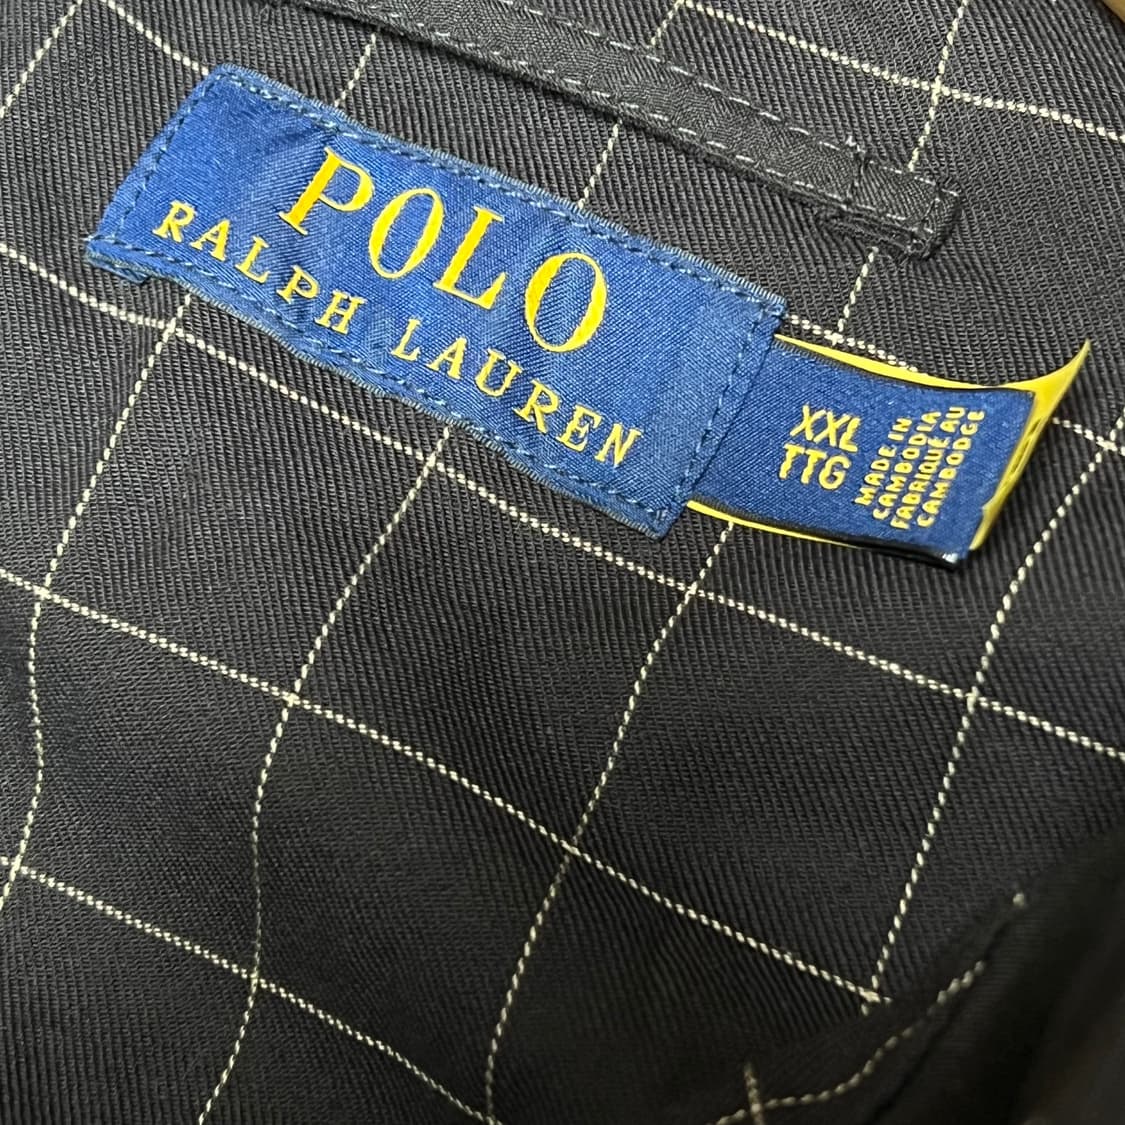 POLO
RALPH LAUREN
XXL
TTG
MADE IN
CAMBODIA
FABRIQUÉ AU
CAMBODGE